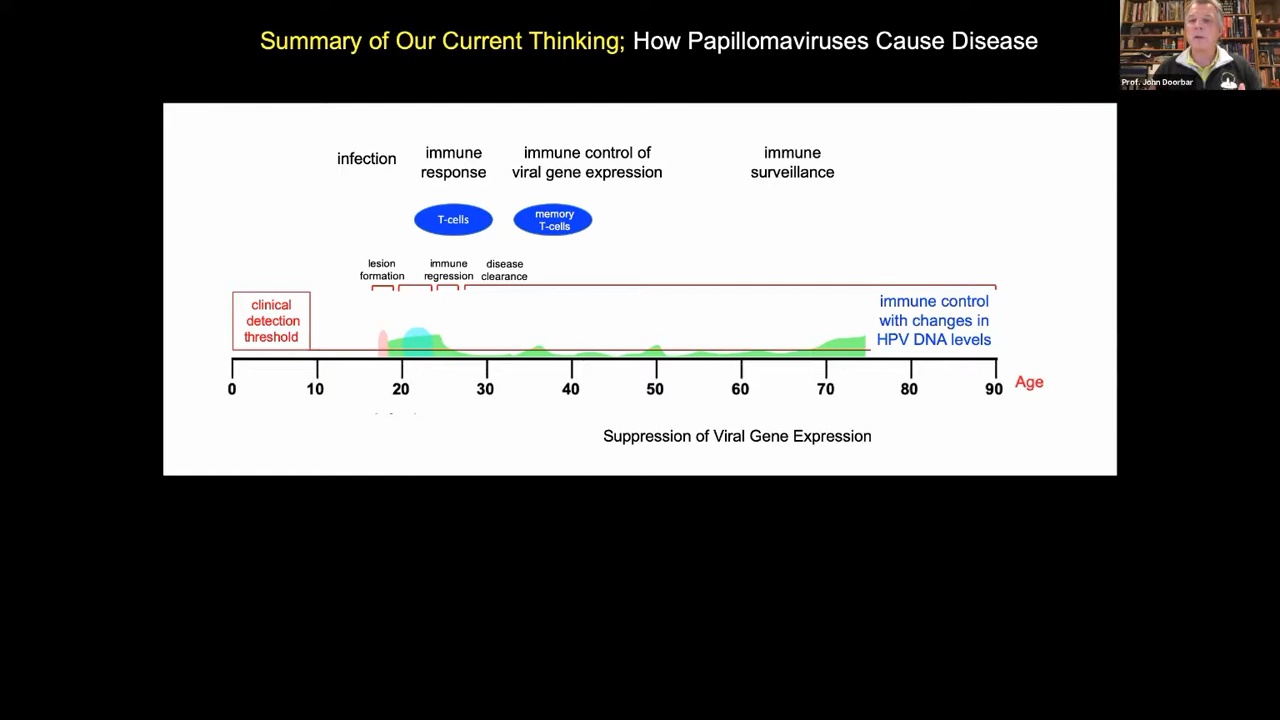 Summary of Our Current Thinking; How Papillomaviruses Cause Disease
Prof. John Doorbar
infection
immune
response
immune control of
viral gene expression
immune
surveillance
T-cells
memory
T-cells
lesion
formation
immune
regression
disease
clearance
clinical
detection
threshold
immune control
with changes in
HPV DNA levels
0 10 20 30 40 50 60 70 80 90 Age
Suppression of Viral Gene Expression